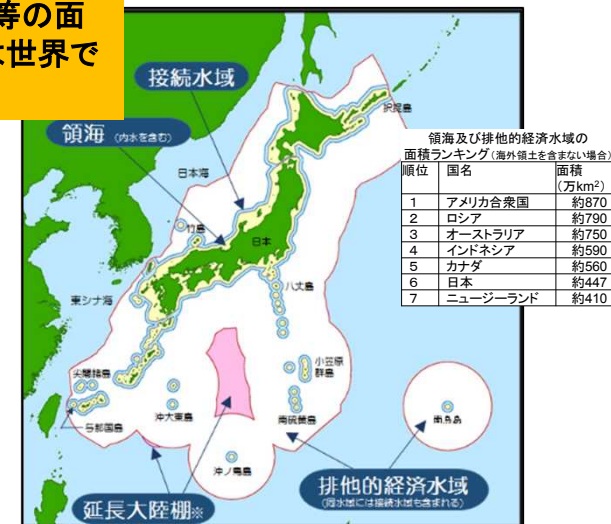 等の面
は世界で
接続水域
領海 (内水を含む)
択捉島
日本海
竹島
日本
東シナ海
八丈島
小笠原
群島
尖閣諸島
与那国島
沖大東島
南硫黄島
南鳥島
沖ノ鳥島
排他的経済水域
(同水域には接続水域も含まれる)
延長大陸棚※
領海及び排他的経済水域の
面積ランキング(海外領土を含まない場合)
順位 国名 面積
(万km²)
1 アメリカ合衆国 約870
2 ロシア 約790
3 オーストラリア 約750
4 インドネシア 約590
5 カナダ 約560
6 日本 約447
7 ニュージーランド 約410